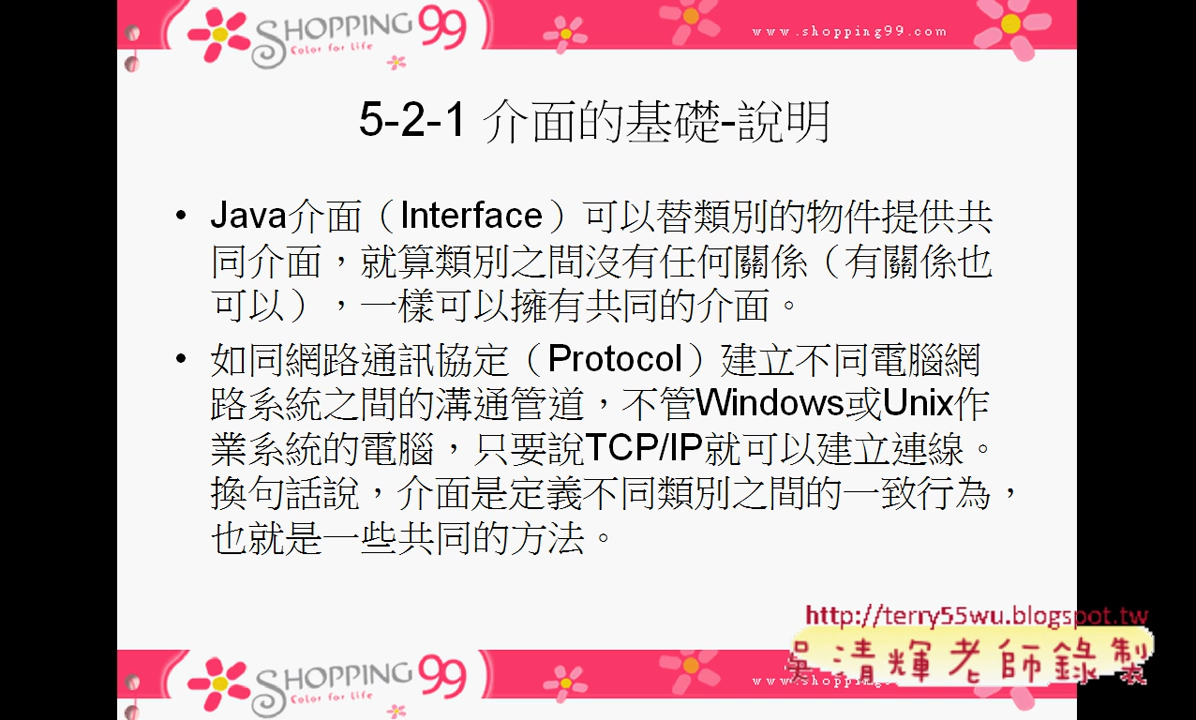 SHOPPING 99
Color for Life
www.shopping99.com
5-2-1 介面的基礎-說明
• Java介面（Interface）可以替類別的物件提供共
同介面，就算類別之間沒有任何關係（有關係也
可以），一樣可以擁有共同的介面。
• 如同網路通訊協定（Protocol）建立不同電腦網
路系統之間的溝通管道，不管Windows或Unix作
業系統的電腦，只要說TCP/IP就可以建立連線。
換句話說，介面是定義不同類別之間的一致行為，
也就是一些共同的方法。
http://terry55wu.blogspot.tw
吳清輝老師錄製
SHOPPING 99
Color for Life